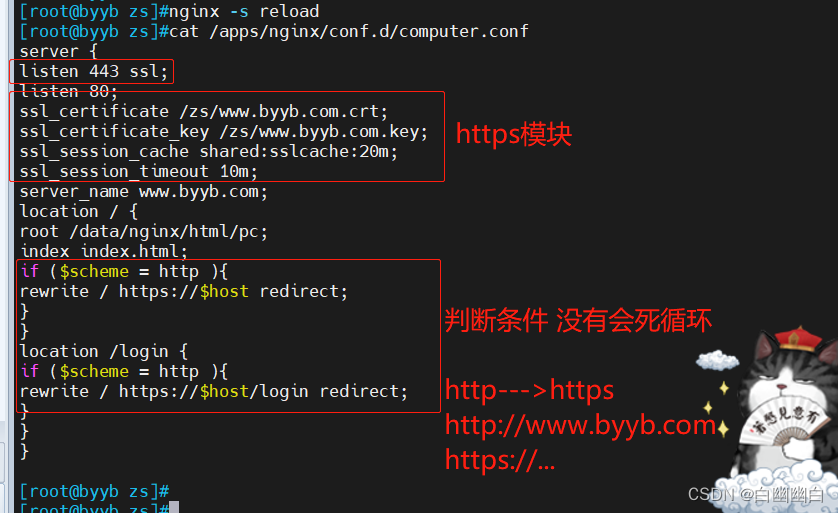 [root@byyb zs]#nginx -s reload
[root@byyb zs]#cat /apps/nginx/conf.d/computer.conf
server {
listen 443 ssl;
listen 80;
ssl_certificate /zs/www.byyb.com.crt;
ssl_certificate_key /zs/www.byyb.com.key;
ssl_session_cache shared:sslcache:20m;
ssl_session_timeout 10m;
https模块
server_name www.byyb.com;
location / {
root /data/nginx/html/pc;
index index.html;
if ($scheme = http ){
rewrite / https://$host redirect;
}
}
判断条件 没有会死循环
location /login {
if ($scheme = http ){
rewrite / https://$host/login redirect;
}
}
}
http--->https
http://www.byyb.com
https://...
[root@byyb zs]#
[root@byyb zs]#
CSDN @白幽幽白